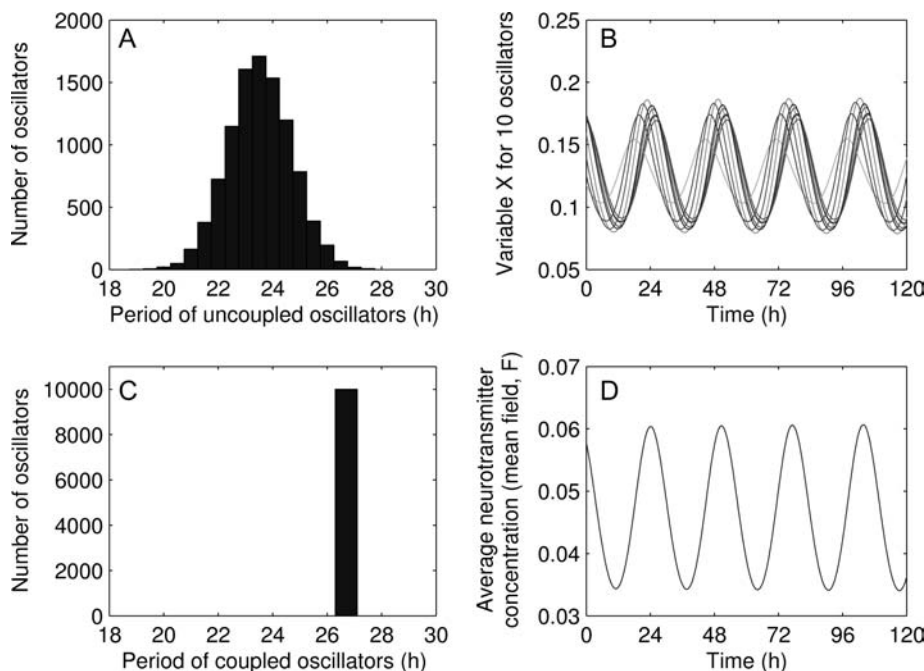 A
Number of oscillators
2000
1500
1000
500
0
18 20 22 24 26 28 30
Period of uncoupled oscillators (h)
B
Variable X for 10 oscillators
0.25
0.2
0.15
0.1
0.05
0 24 48 72 96 120
Time (h)
C
Number of oscillators
10000
8000
6000
4000
2000
0
18 20 22 24 26 28 30
Period of coupled oscillators (h)
D
Average neurotransmitter
concentration (mean field, F)
0.07
0.06
0.05
0.04
0.03
0 24 48 72 96 120
Time (h)